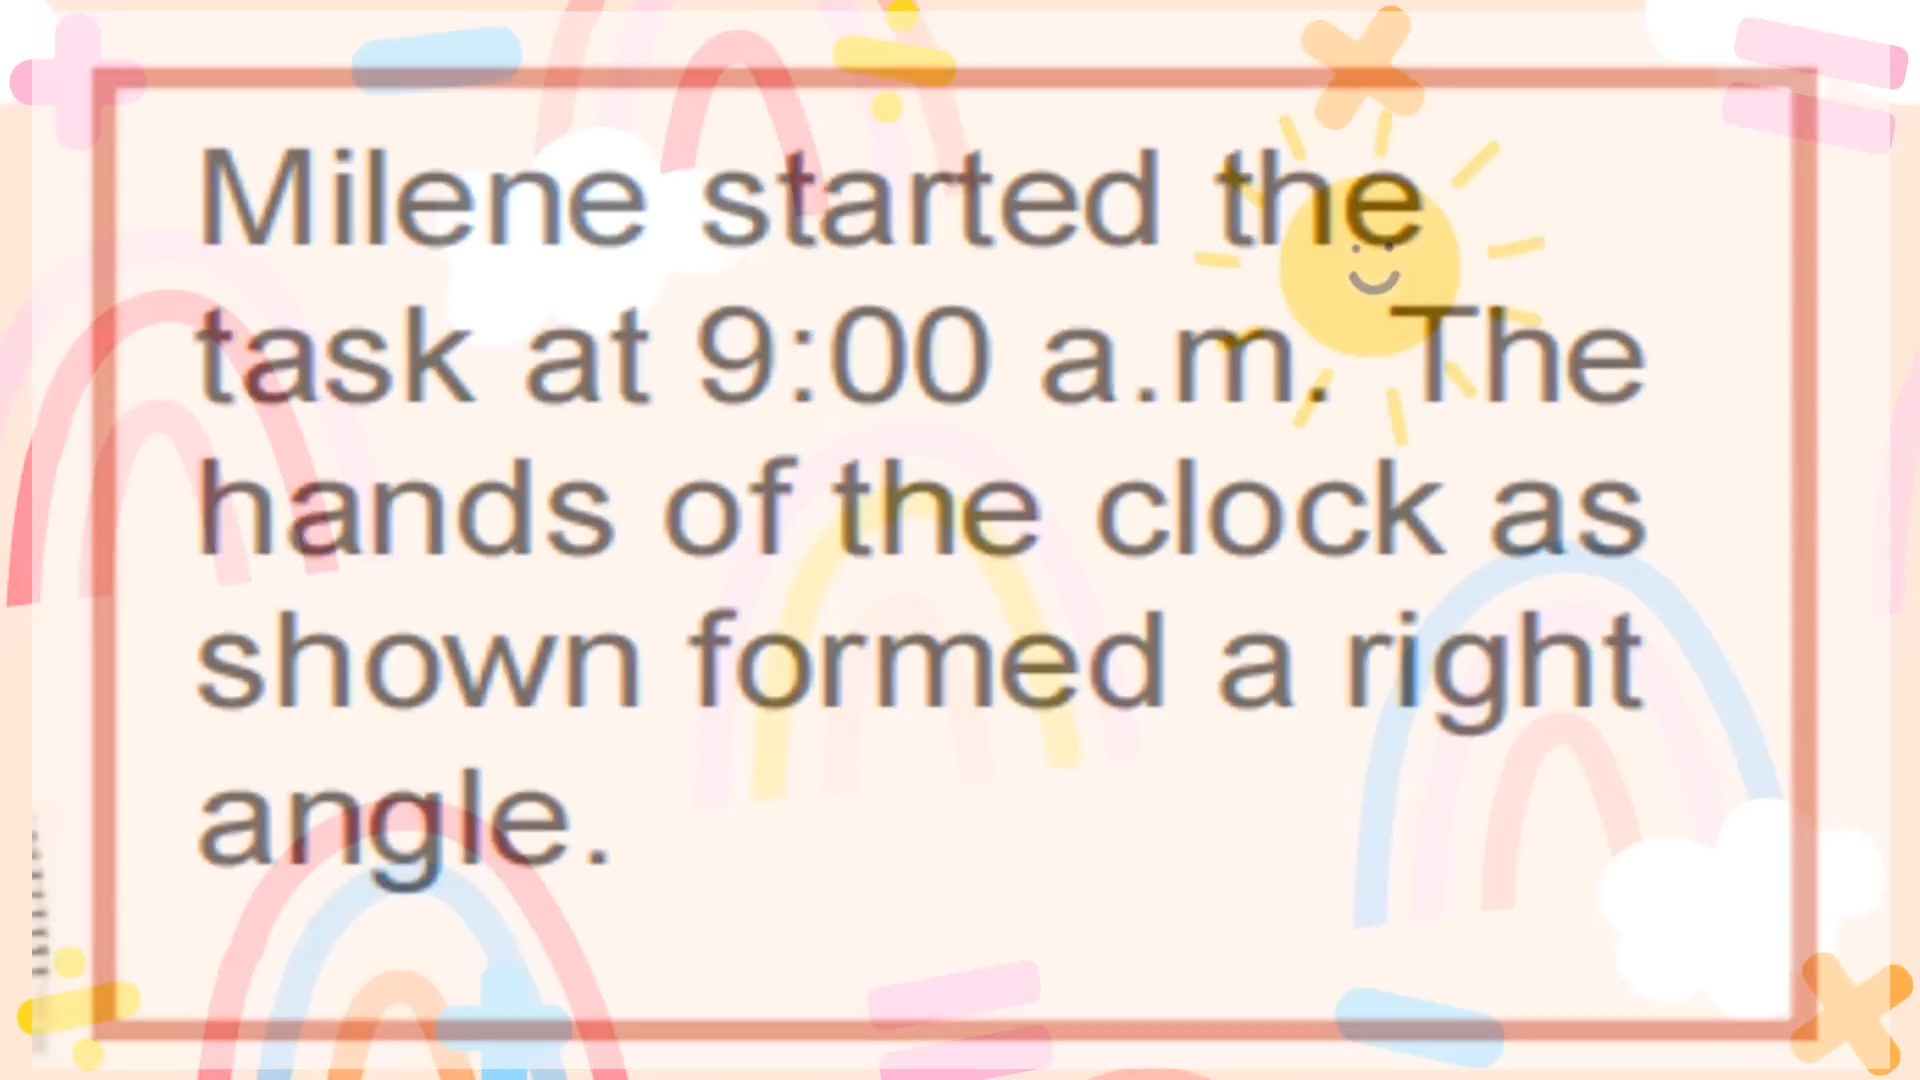 Milene started the
task at 9:00 a.m. The
hands of the clock as
shown formed a right
angle.